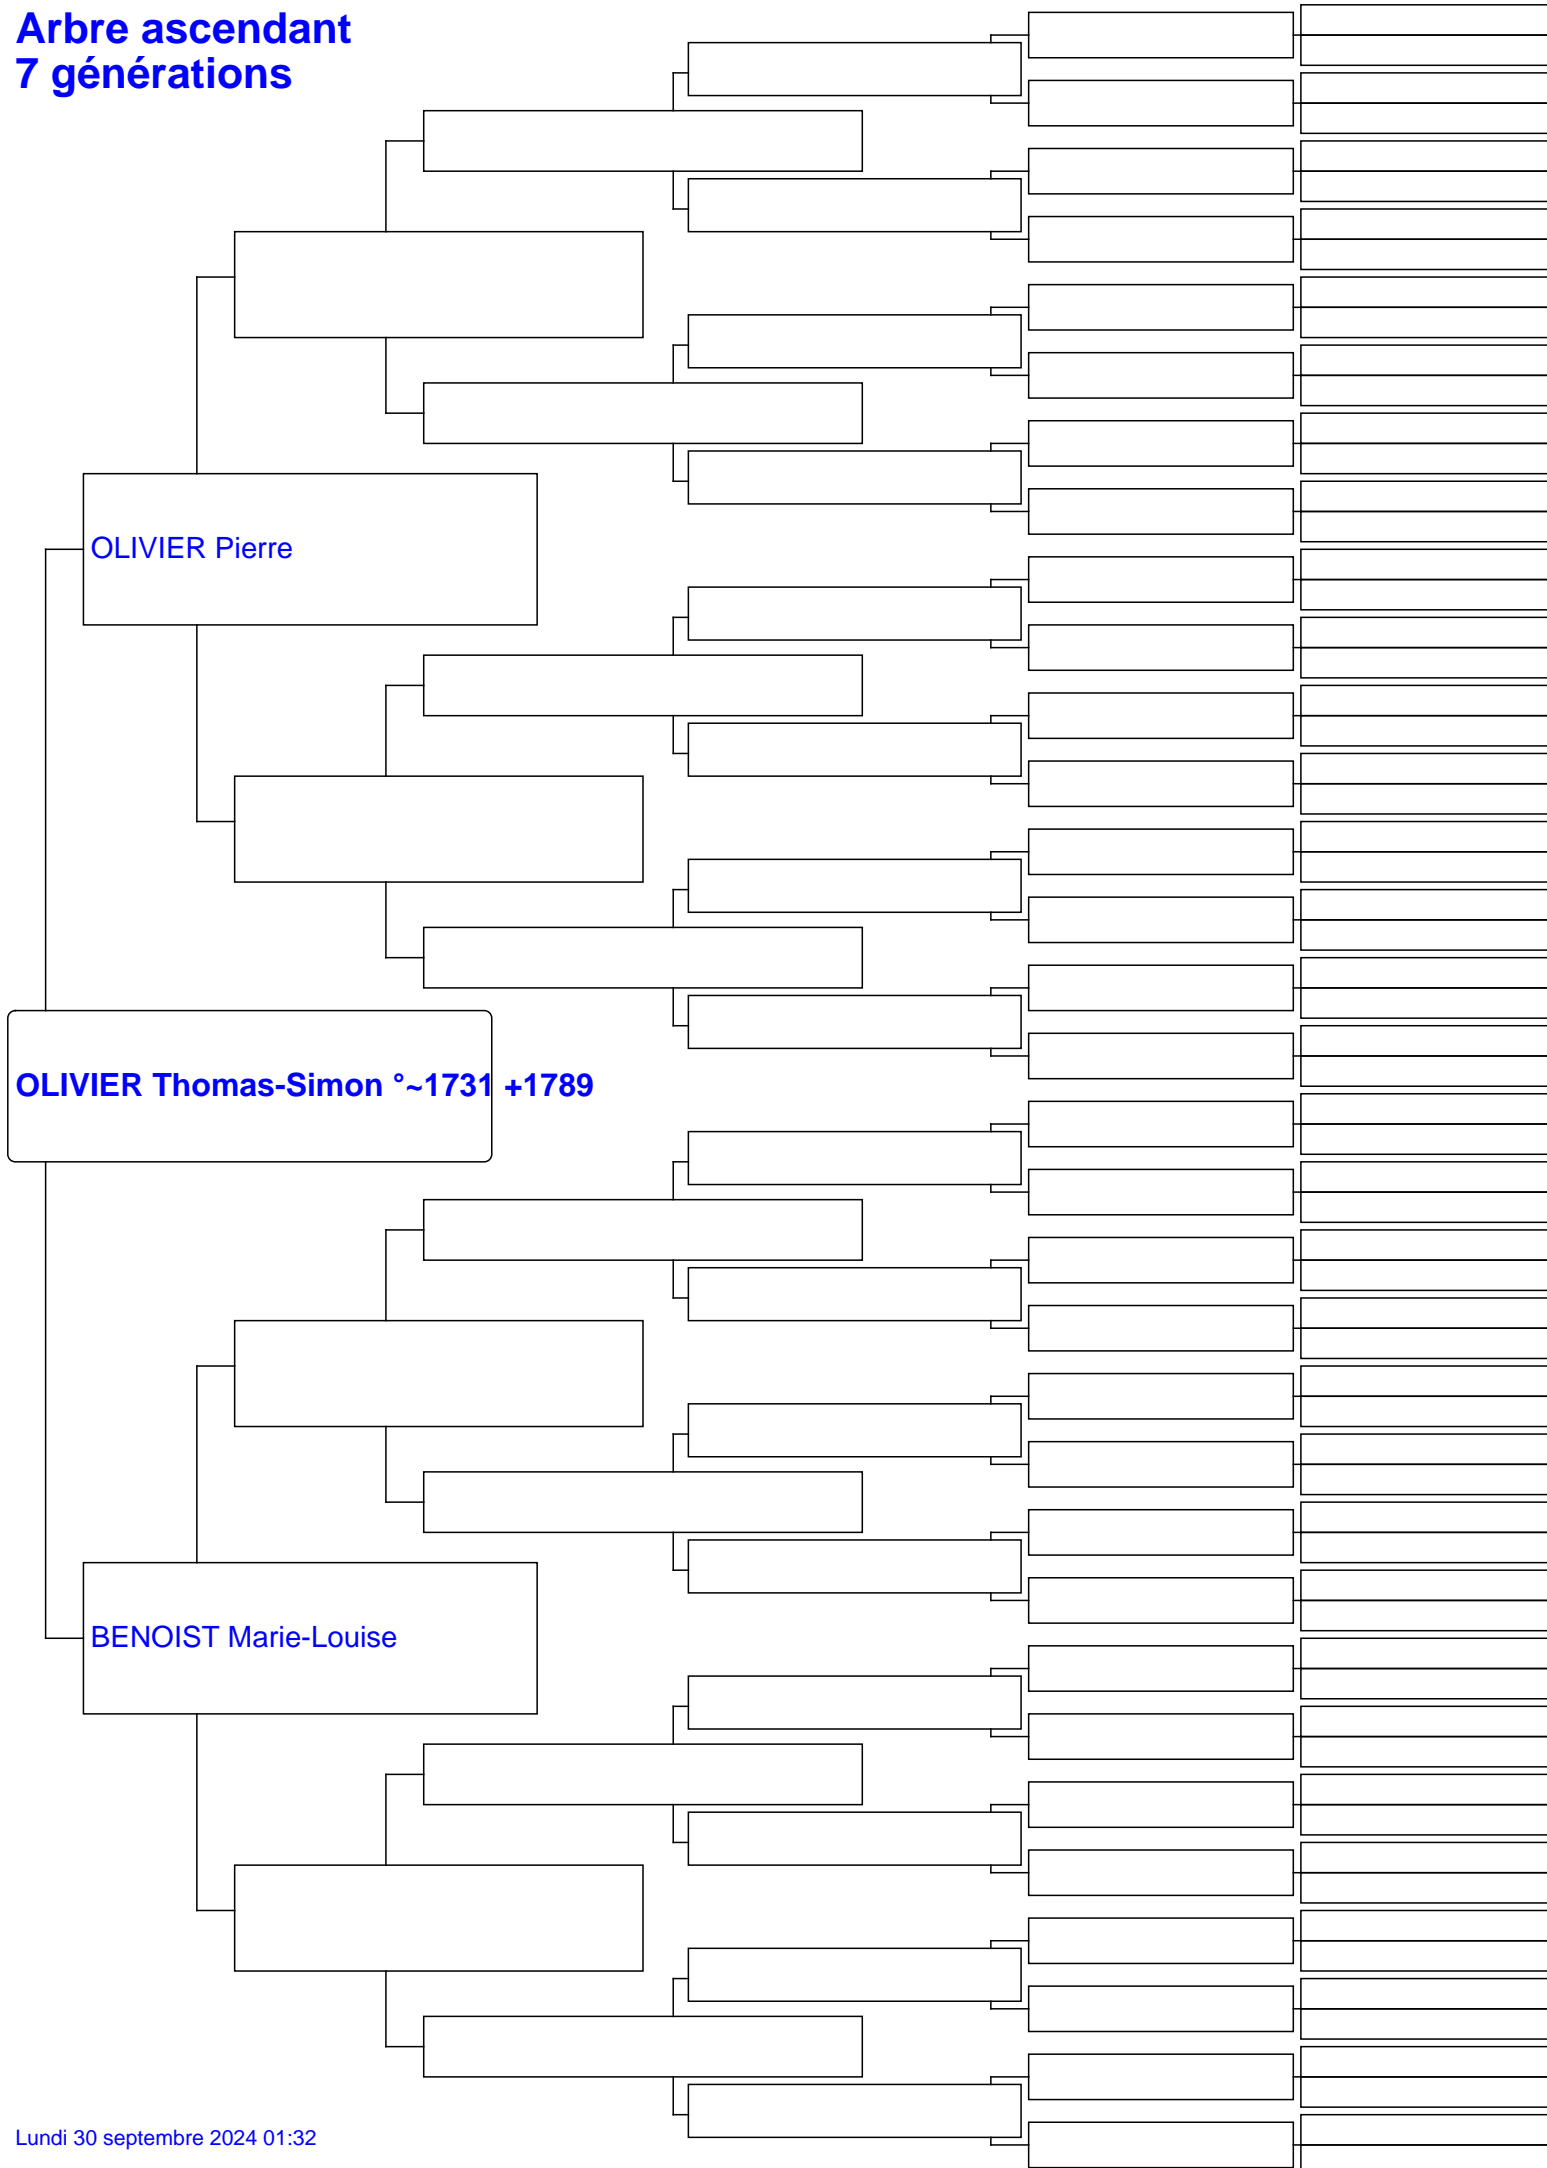 Arbre ascendant
7 générations
OLIVIER Pierre
OLIVIER Thomas-Simon °~1731 +1789
BENOIST Marie-Louise
Lundi 30 septembre 2024 01:32